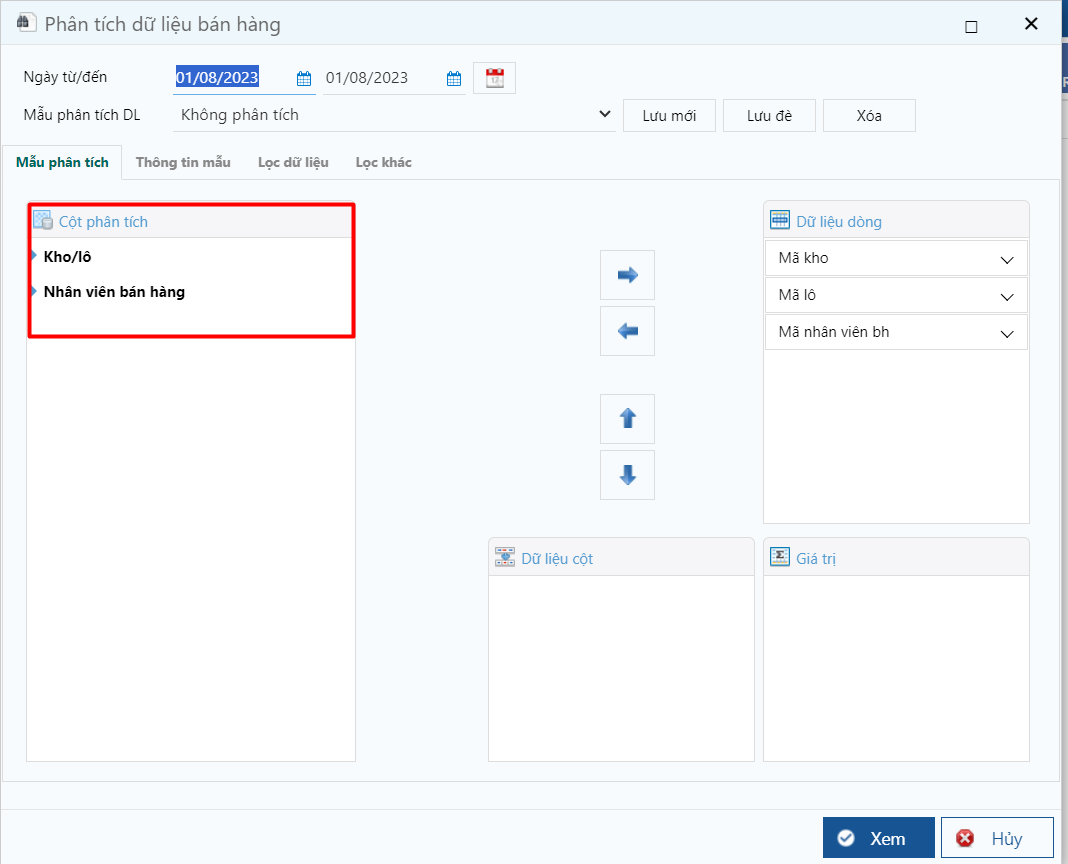 Phân tích dữ liệu bán hàng
Ngày từ/đến 01/08/2023 01/08/2023
Mẫu phân tích DL Không phân tích Lưu mới Lưu đè Xóa
Mẫu phân tích Thông tin mẫu Lọc dữ liệu Lọc khác
Cột phân tích
Kho/lô
Nhân viên bán hàng
Dữ liệu dòng
Mã kho
Mã lô
Mã nhân viên bh
Dữ liệu cột
Giá trị
Xem Hủy